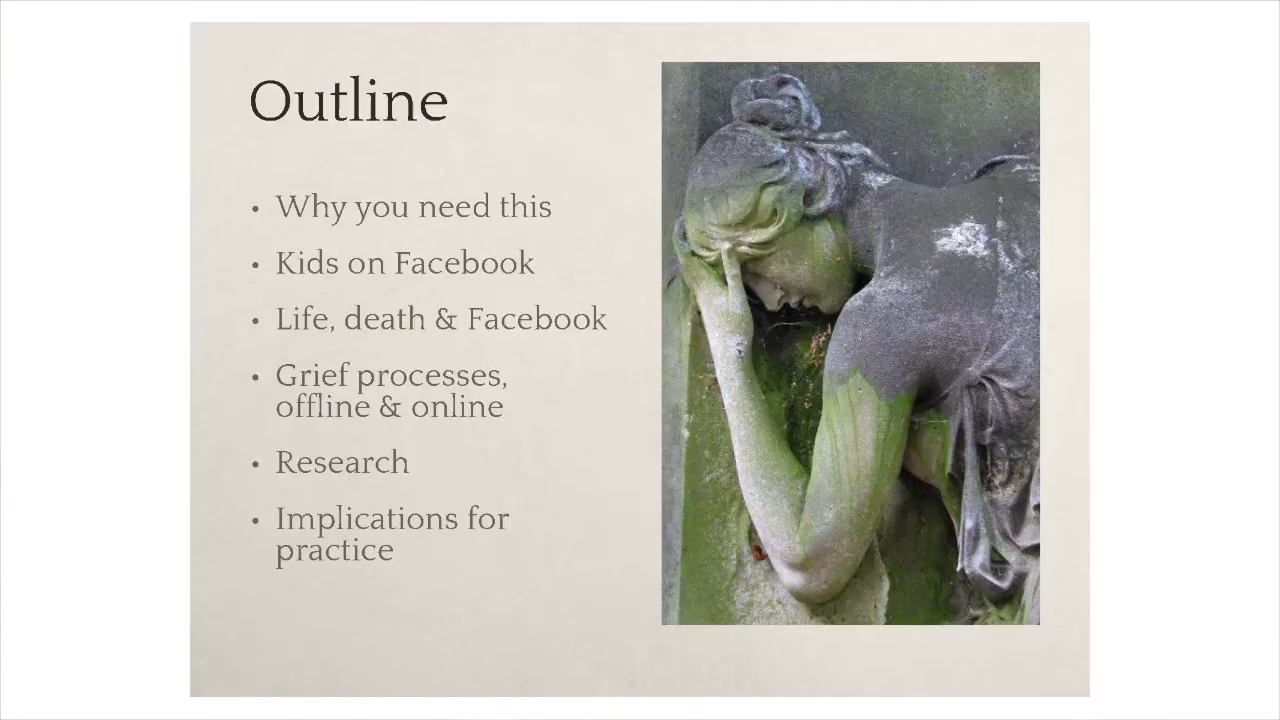 Outline
• Why you need this
• Kids on Facebook
• Life, death & Facebook
• Grief processes,
offline & online
• Research
• Implications for
practice